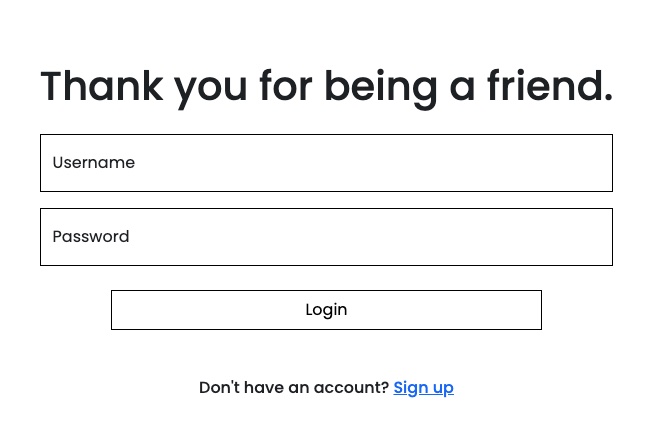 Thank you for being a friend.
Username
Password
Login
Don't have an account? Sign up